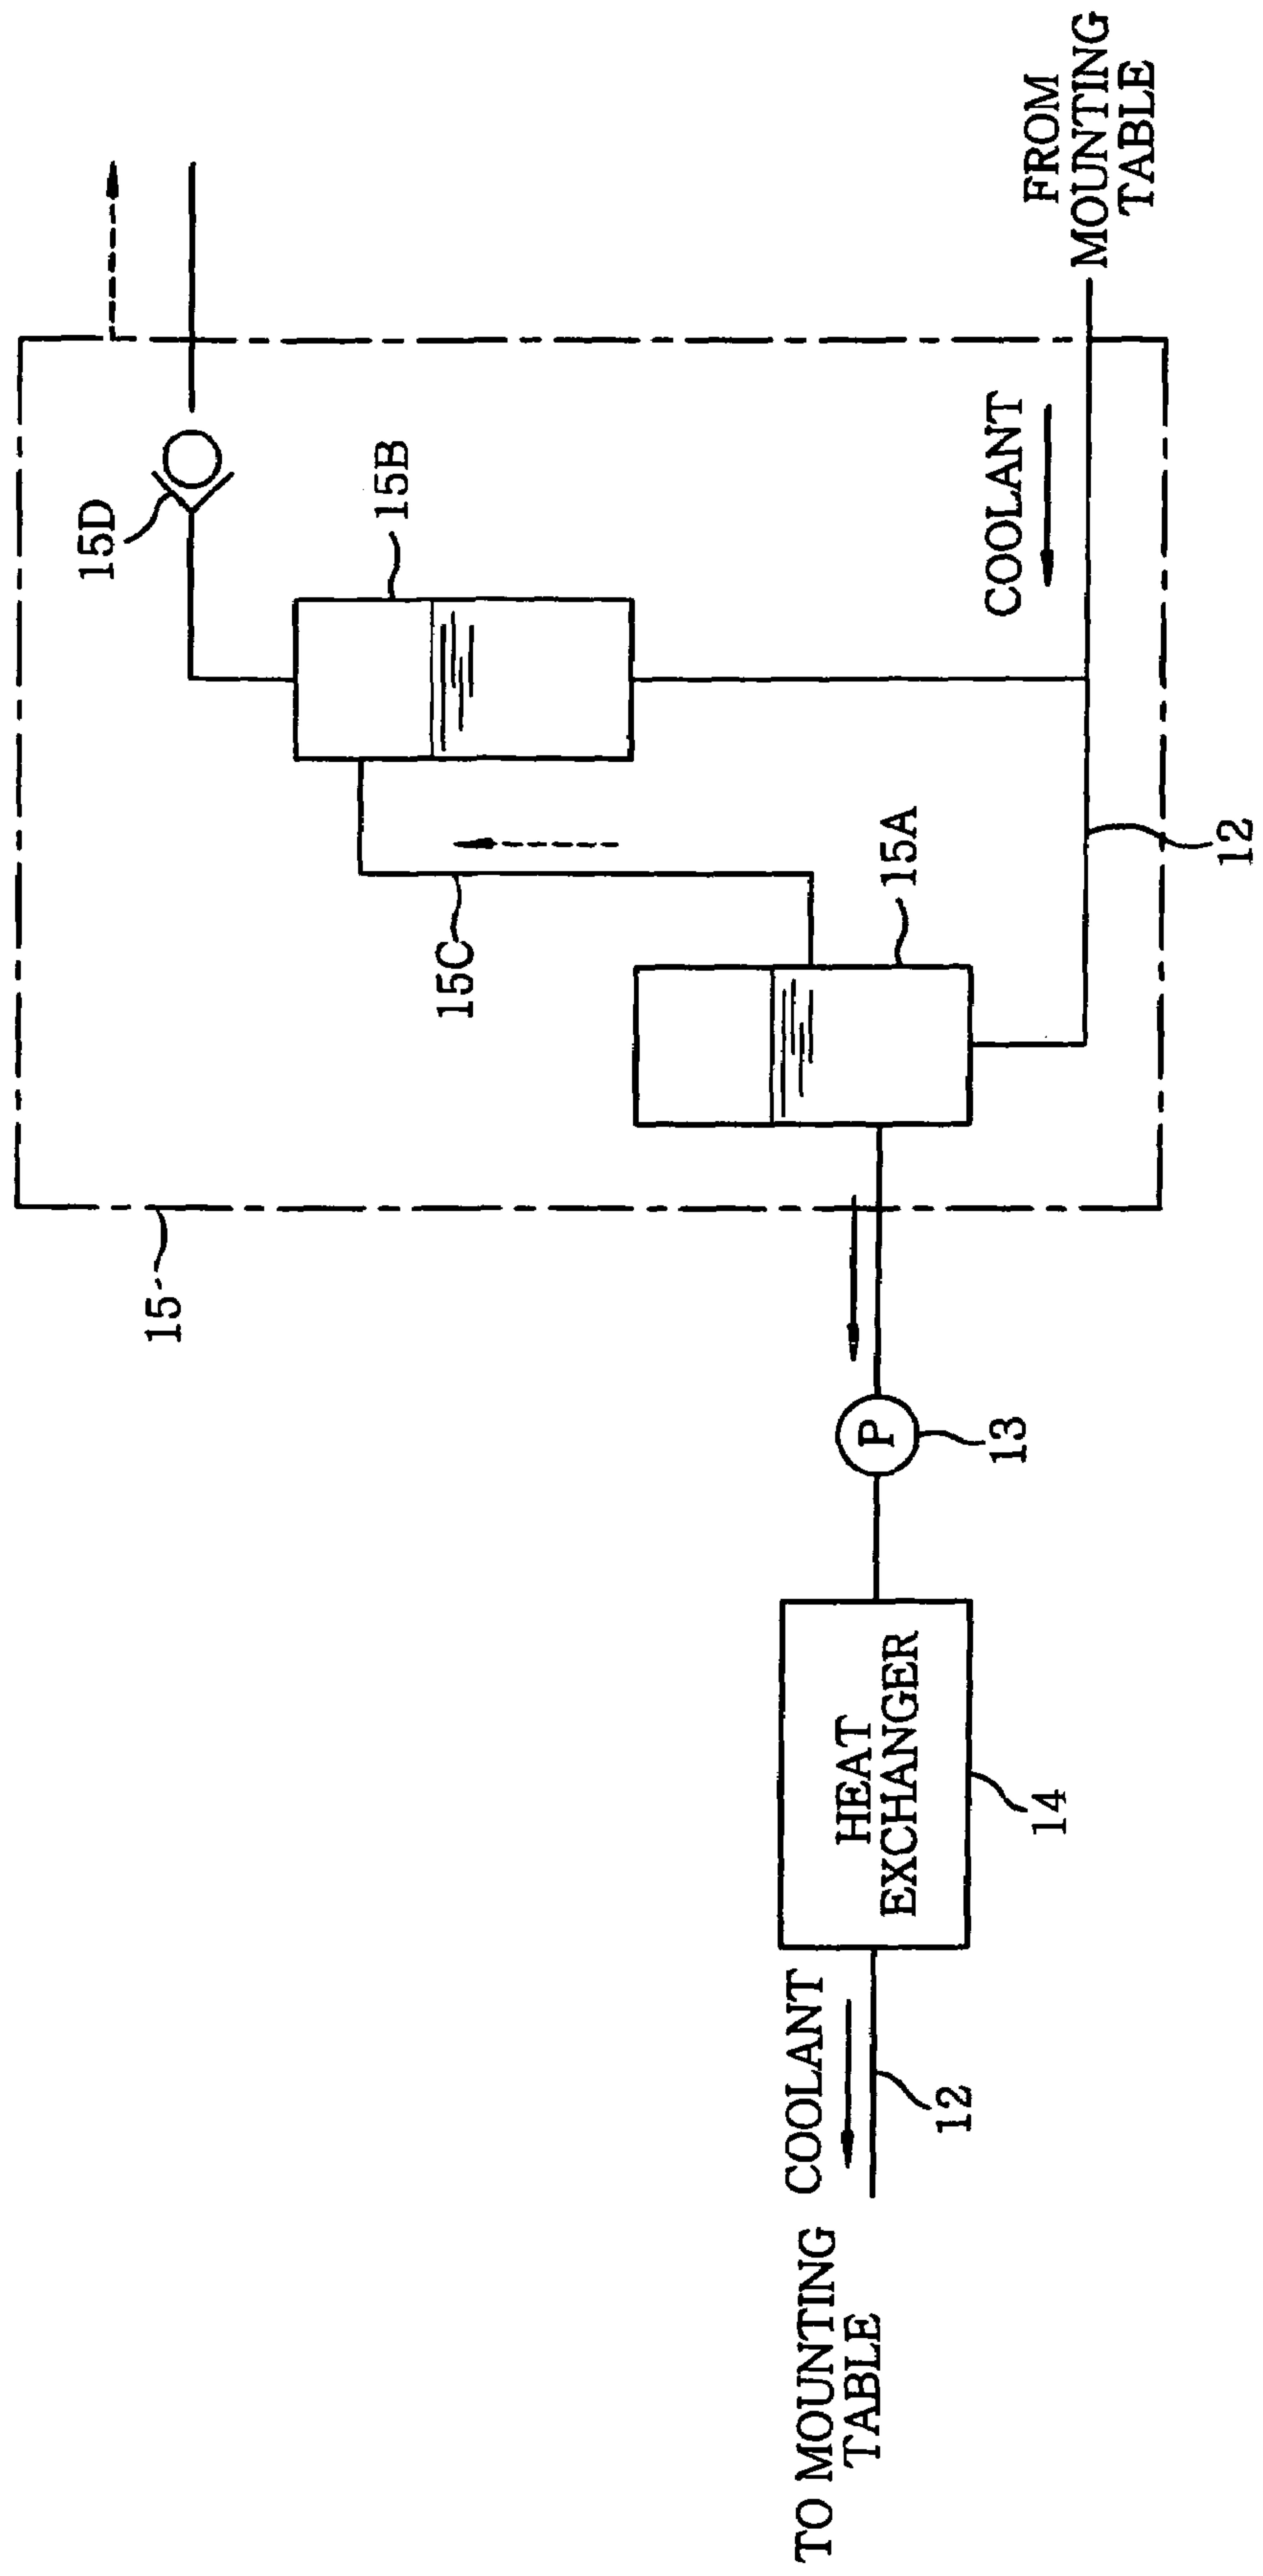 15D
15
15B
15C
TO MOUNTING
TABLE
COOLANT
HEAT
EXCHANGER
P
15A
12
13
COOLANT
14
FROM
MOUNTING
TABLE
12